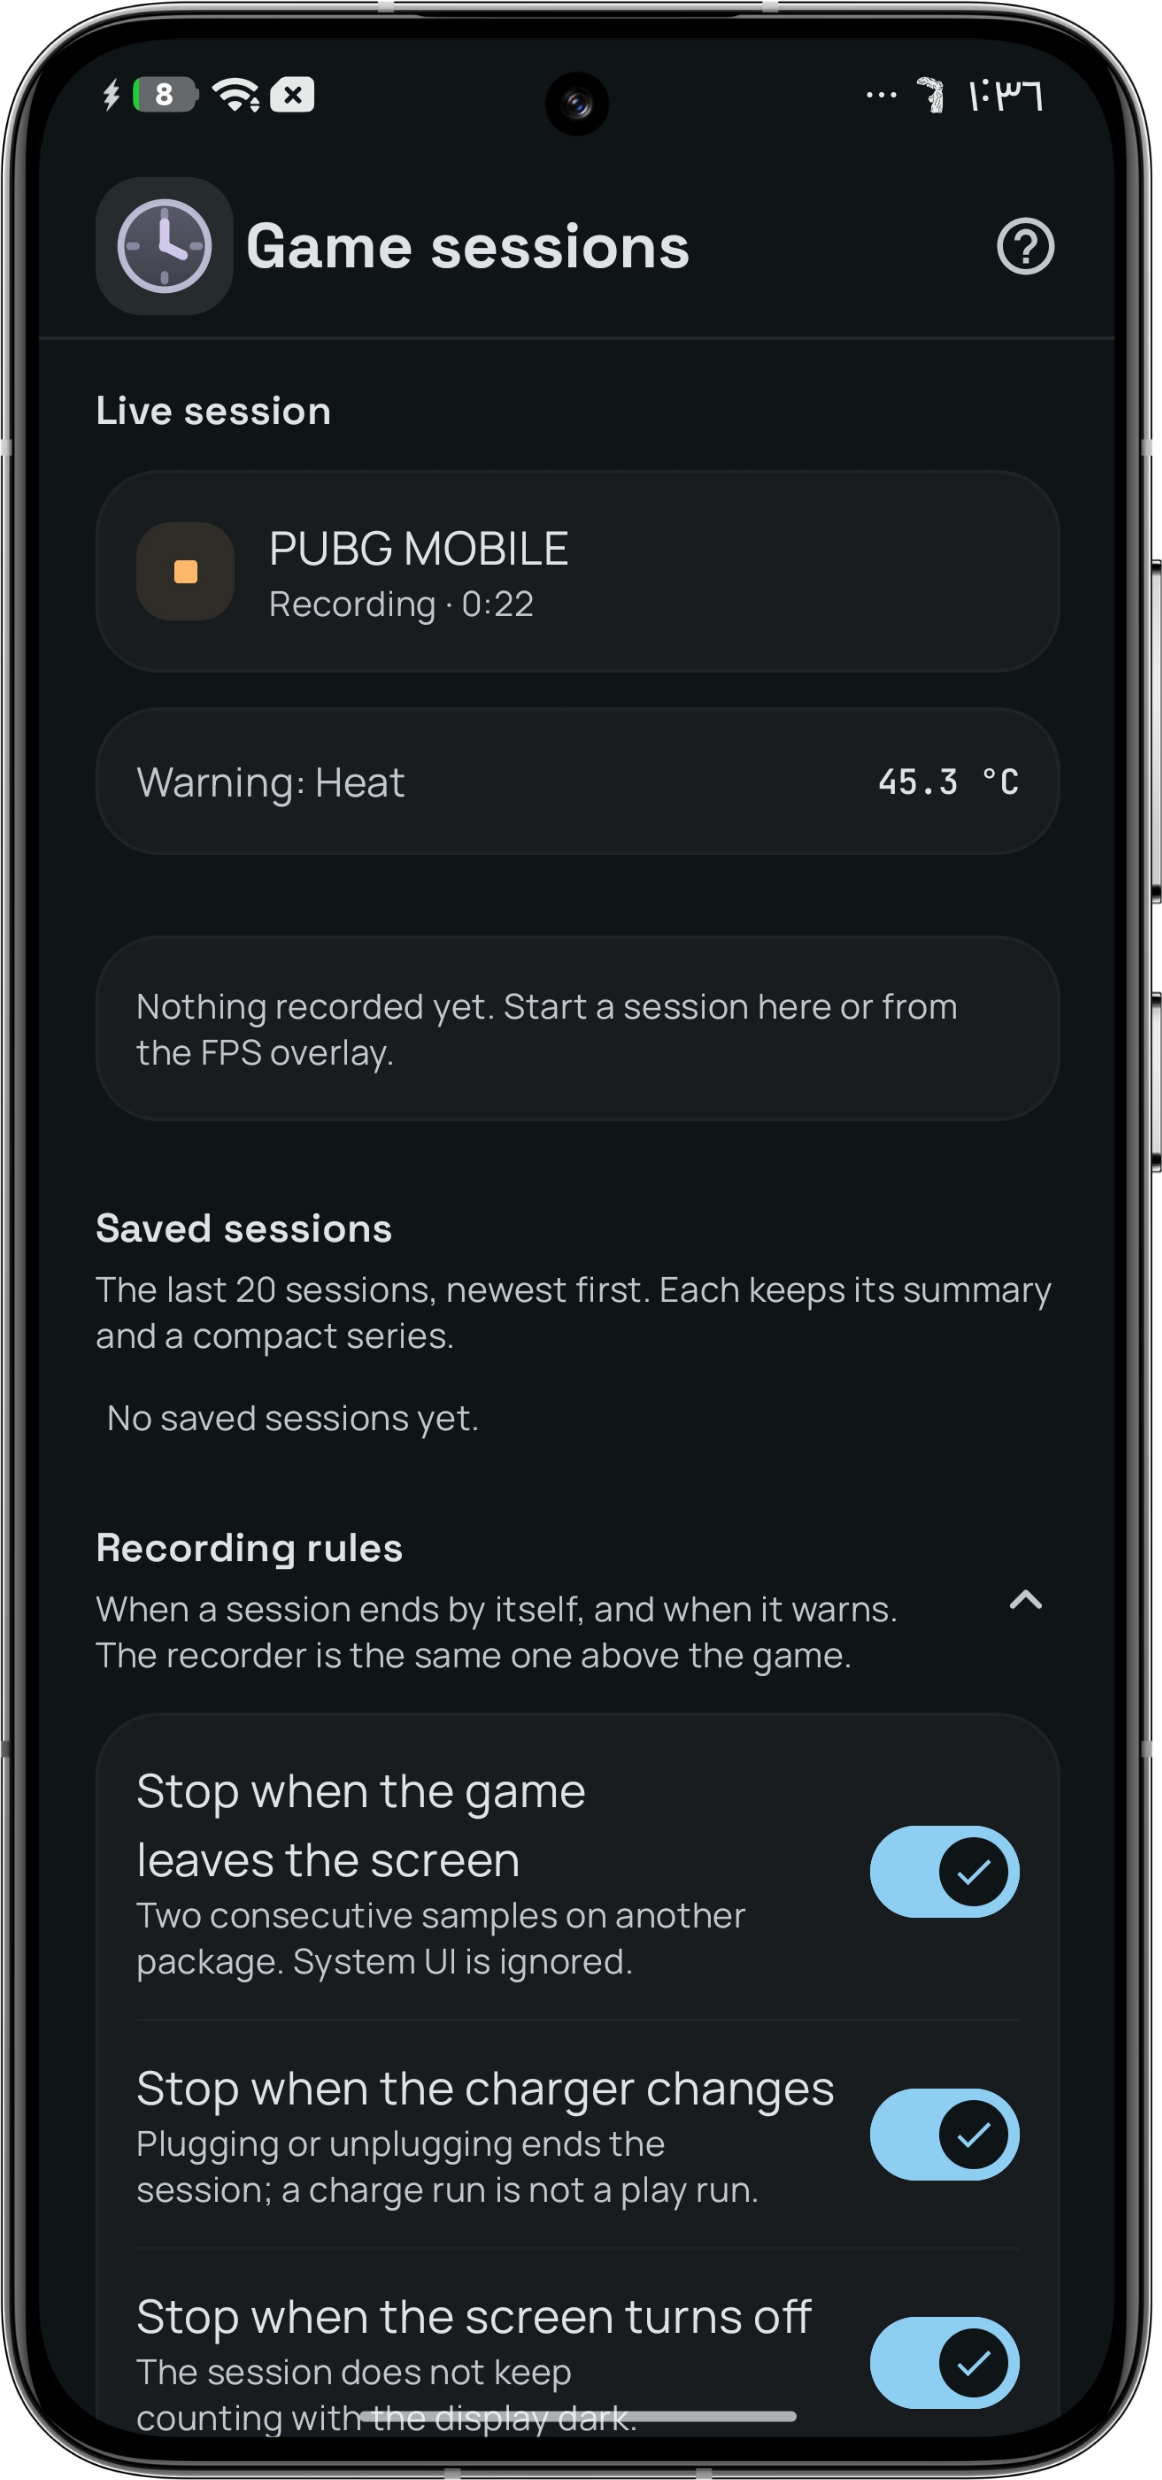 8
١:٣٦
Game sessions
Live session
PUBG MOBILE
Recording · 0:22
Warning: Heat
45.3 °C
Nothing recorded yet. Start a session here or from
the FPS overlay.
Saved sessions
The last 20 sessions, newest first. Each keeps its summary
and a compact series.
No saved sessions yet.
Recording rules
When a session ends by itself, and when it warns.
The recorder is the same one above the game.
Stop when the game
leaves the screen
Two consecutive samples on another
package. System UI is ignored.
Stop when the charger changes
Plugging or unplugging ends the
session; a charge run is not a play run.
Stop when the screen turns off
The session does not keep
counting with the display dark.